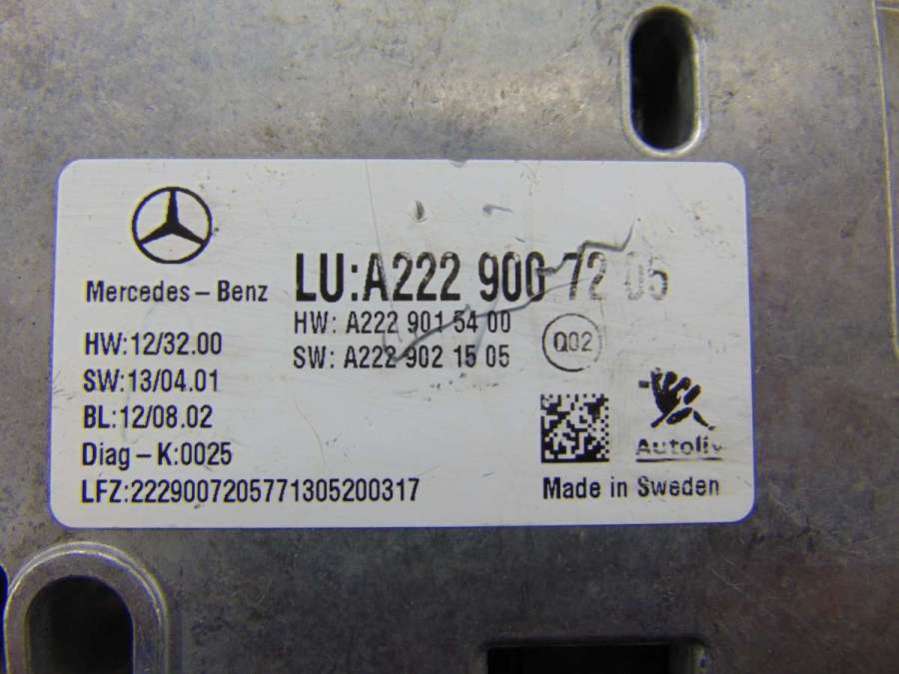 Mercedes-Benz
LU:A222 900 72 05
HW: A222 901 54 00
SW: A222 902 15 05
Q02
HW:12/32.00
SW:13/04.01
BL:12/08.02
Diag-K:0025
LFZ:2229007205771305200317
Autoliv
Made in Sweden